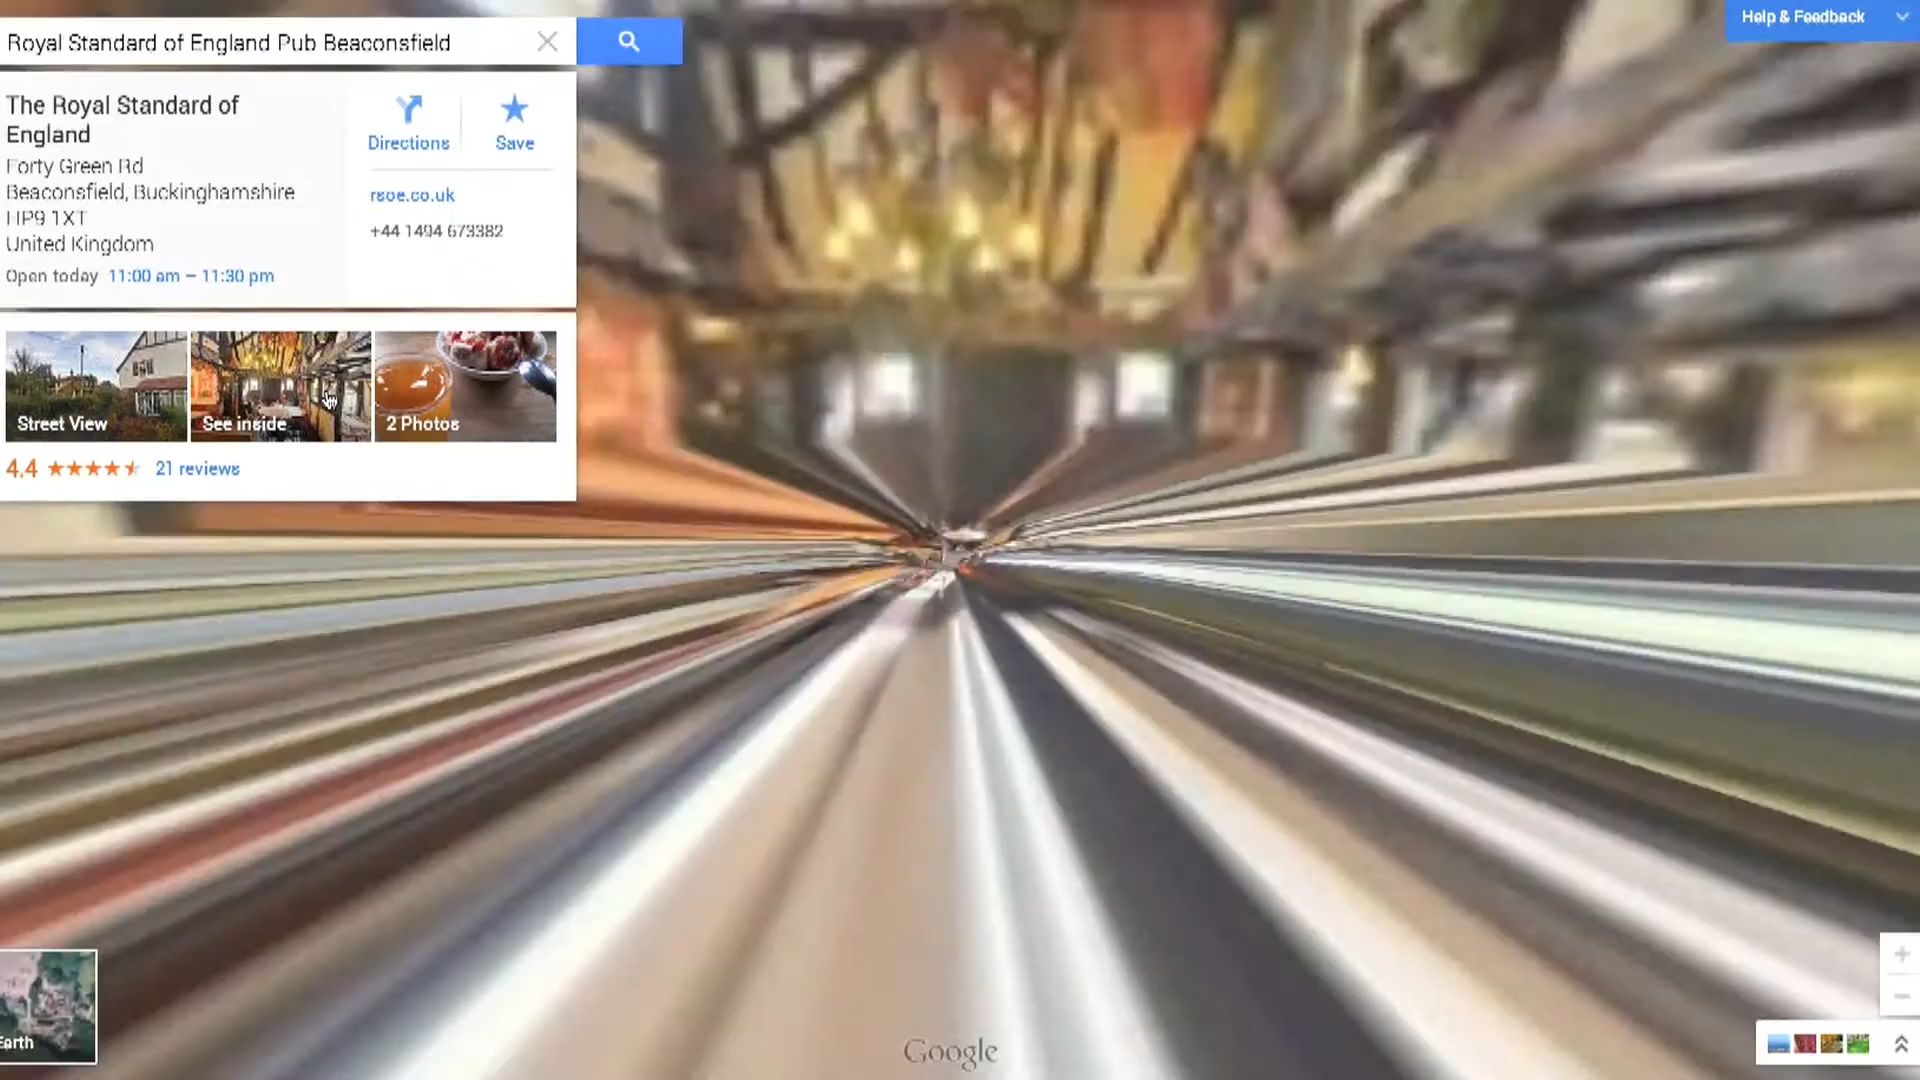 Royal Standard of England Pub Beaconsfield
Help & Feedback
The Royal Standard of
England
Forty Green Rd
Beaconsfield, Buckinghamshire
HP9 1XT
United Kingdom
Open today 11:00 am – 11:30 pm
Directions
Save
rsoe.co.uk
+44 1494 673382
Street View
See inside
2 Photos
4.4
21 reviews
Earth
Google